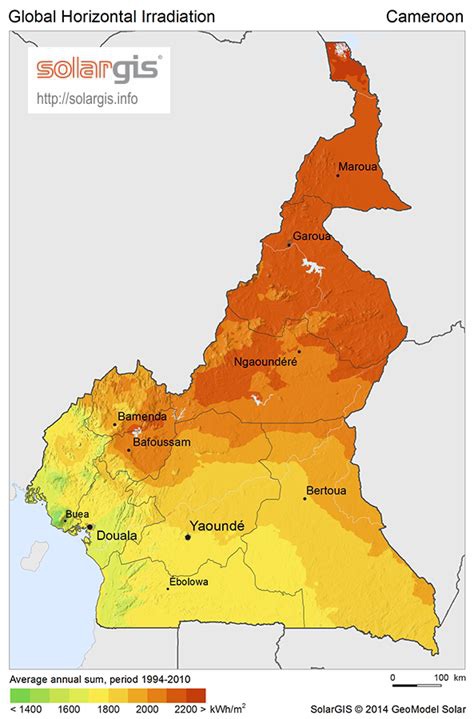 Global Horizontal Irradiation
Cameroon
solargis
http://solargis.info
Maroua
Garoua
Ngaoundéré
Bamenda
Bafoussam
Bertoua
Buea
Douala
Yaoundé
Ebolowa
Average annual sum, period 1994-2010
0 100 km
< 1400 1600 1800 2000 2200 > kWh/m²
SolarGIS © 2014 GeoModel Solar